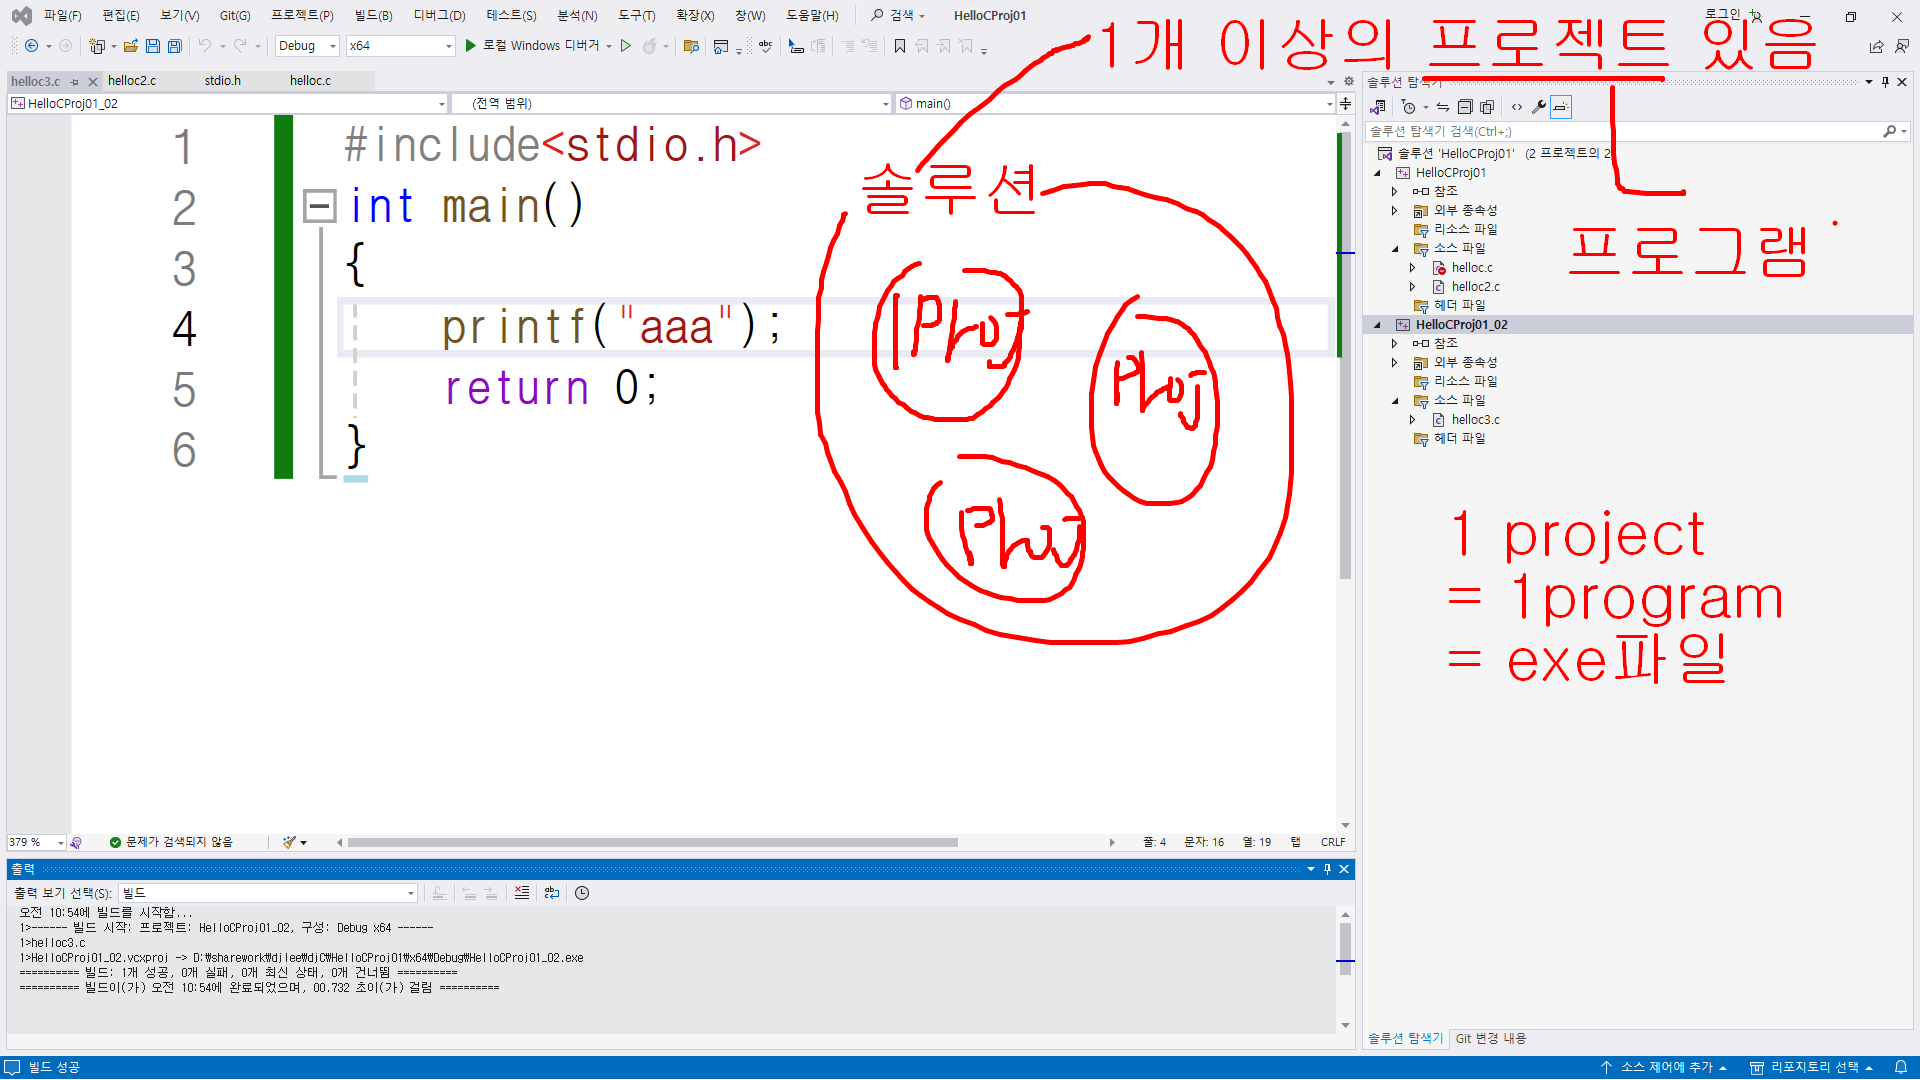 파일(F) 편집(E) 보기(V) Git(G) 프로젝트(P) 빌드(B) 디버그(D) 테스트(S) 분석(N) 도구(T) 확장(X) 창(W) 도움말(H) 검색 HelloCProj01 로그인
Debug x64 로컬 Windows 디버거
1개 이상의 프로젝트 있음
helloc3.c helloc2.c stdio.h helloc.c
HelloCProj01_02 (전역 범위) main()
1 #include<stdio.h>
2 int main()
3 {
4 printf("aaa");
5 return 0;
6 }
솔루션
Proj
Proj
Proj
379 % 문제가 검색되지 않음 줄: 4 문자: 16 열: 19 탭 CRLF
출력
출력 보기 선택(S): 빌드
오전 10:54에 빌드를 시작함...
1>------ 빌드 시작: 프로젝트: HelloCProj01_02, 구성: Debug x64 ------
1>helloc3.c
1>HelloCProj01_02.vcxproj -> D:\sharework\djlee\djC\HelloCProj01\x64\Debug\HelloCProj01_02.exe
========== 빌드: 1개 성공, 0개 실패, 0개 최신 상태, 0개 건너뜀 ==========
========== 빌드이(가) 오전 10:54에 완료되었으며, 00.732 초이(가) 걸림 ==========
솔루션 탐색기
솔루션 탐색기 검색(Ctrl+;)
솔루션 'HelloCProj01' (2 프로젝트의 2
HelloCProj01
참조
외부 종속성
리소스 파일
소스 파일
helloc.c
helloc2.c
헤더 파일
HelloCProj01_02
참조
외부 종속성
리소스 파일
소스 파일
helloc3.c
헤더 파일
프로그램
1 project
= 1program
= exe파일
솔루션 탐색기 Git 변경 내용
빌드 성공 소스 제어에 추가 리포지토리 선택